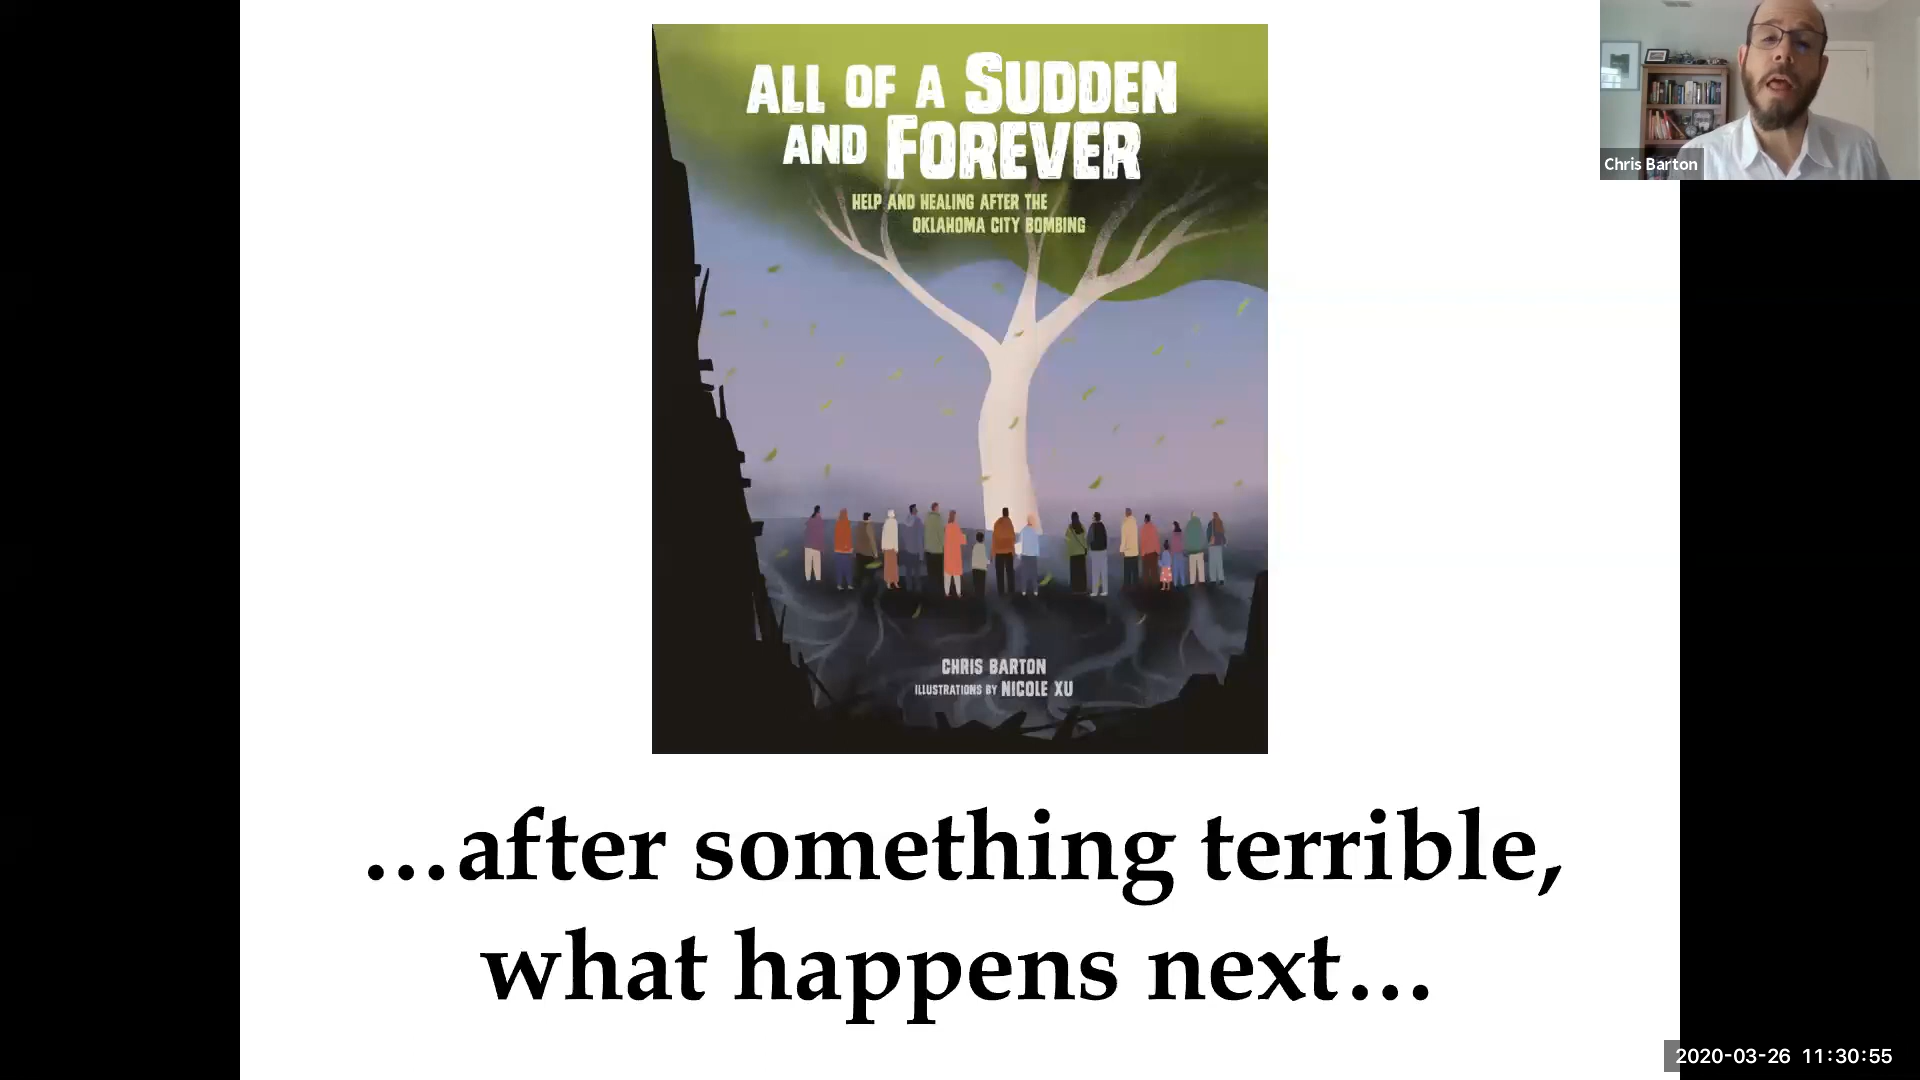 ALL OF A SUDDEN
AND FOREVER
HELP AND HEALING AFTER THE
OKLAHOMA CITY BOMBING
CHRIS BARTON
ILLUSTRATIONS BY NICOLE XU
...after something terrible,
what happens next...
Chris Barton
2020-03-26 11:30:55